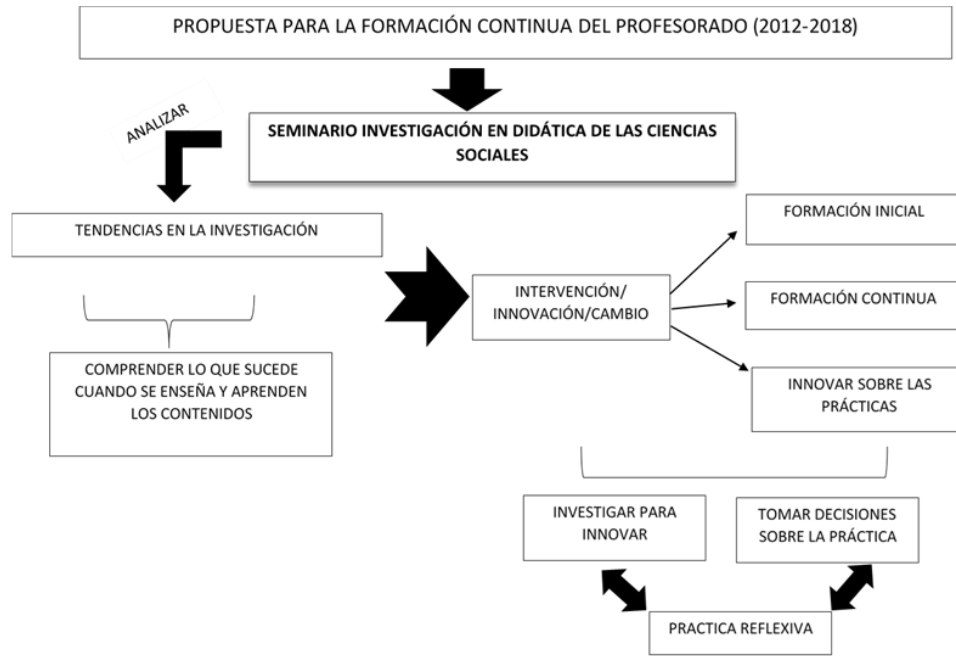 PROPUESTA PARA LA FORMACIÓN CONTINUA DEL PROFESORADO (2012-2018)
ANALIZAR
SEMINARIO INVESTIGACIÓN EN DIDÁTICA DE LAS CIENCIAS
SOCIALES
TENDENCIAS EN LA INVESTIGACIÓN
COMPRENDER LO QUE SUCEDE
CUANDO SE ENSEÑA Y APRENDEN
LOS CONTENIDOS
INTERVENCIÓN/
INNOVACIÓN/CAMBIO
FORMACIÓN INICIAL
FORMACIÓN CONTINUA
INNOVAR SOBRE LAS
PRÁCTICAS
INVESTIGAR PARA
INNOVAR
TOMAR DECISIONES
SOBRE LA PRÁCTICA
PRACTICA REFLEXIVA